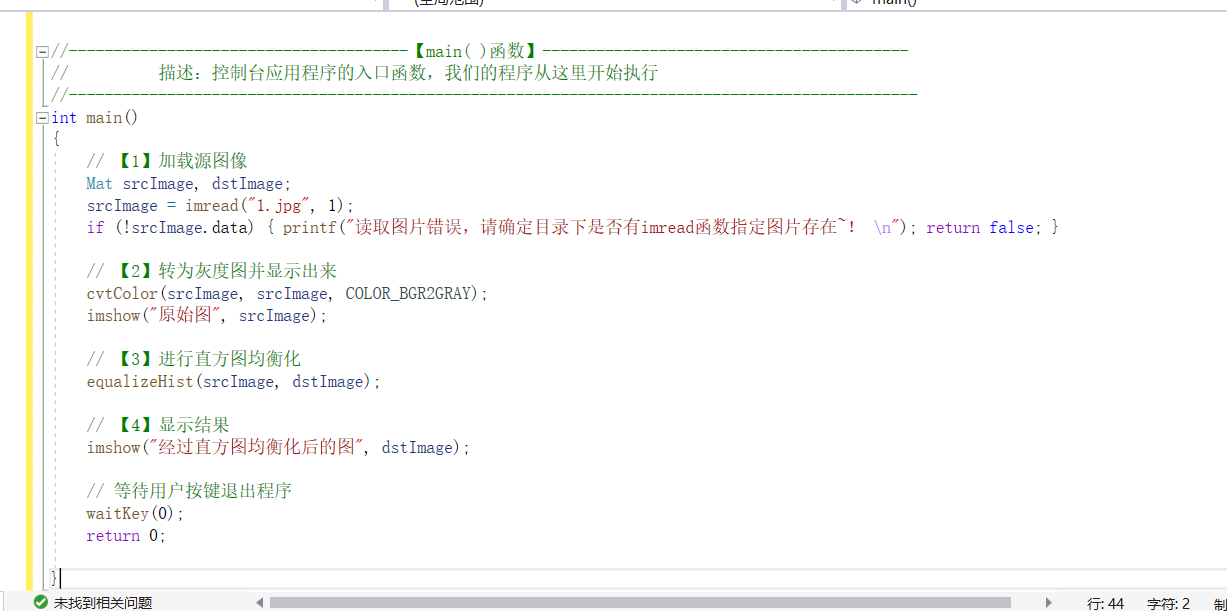 (全局范围)
main()
//--------------------------------------【main( )函数】-----------------------------------------
//          描述：控制台应用程序的入口函数，我们的程序从这里开始执行
//-----------------------------------------------------------------------------------------------
int main()
{
    // 【1】加载源图像
    Mat srcImage, dstImage;
    srcImage = imread("1.jpg", 1);
    if (!srcImage.data) { printf("读取图片错误，请确定目录下是否有imread函数指定图片存在~！ \n"); return false; }
    // 【2】转为灰度图并显示出来
    cvtColor(srcImage, srcImage, COLOR_BGR2GRAY);
    imshow("原始图", srcImage);
    // 【3】进行直方图均衡化
    equalizeHist(srcImage, dstImage);
    // 【4】显示结果
    imshow("经过直方图均衡化后的图", dstImage);
    // 等待用户按键退出程序
    waitKey(0);
    return 0;
}
未找到相关问题 行: 44 字符: 2